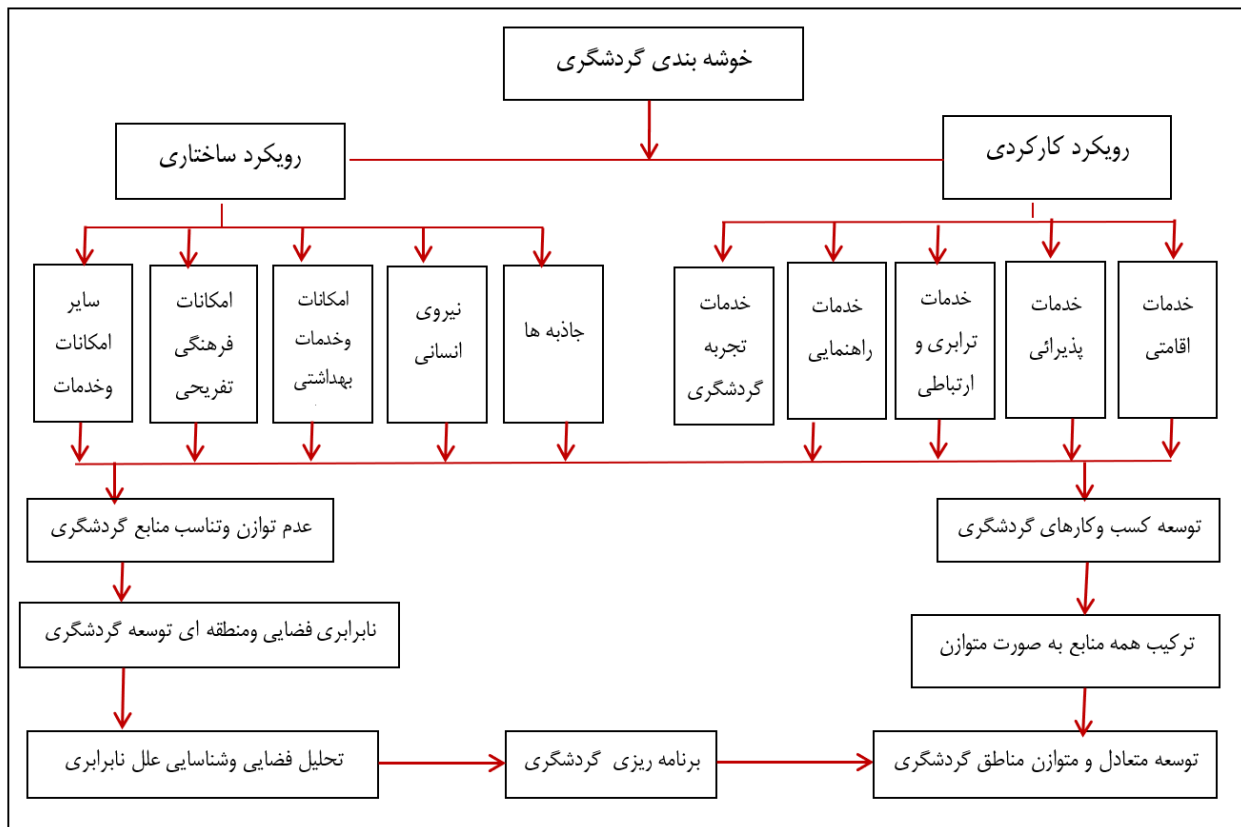 خوشه بندی گردشگری
رویکرد کارکردی
رویکرد ساختاری
خدمات
اقامتی
خدمات
پذیرائی
خدمات
ترابری و
ارتباطی
خدمات
راهنمایی
خدمات
تجربه
گردشگری
جاذبه ها
نیروی
انسانی
امکانات
وخدمات
بهداشتی
امکانات
فرهنگی
تفریحی
سایر
امکانات
وخدمات
توسعه کسب وکارهای گردشگری
عدم توازن وتناسب منابع گردشگری
ترکیب همه منابع به صورت متوازن
نابرابری فضایی ومنطقه ای توسعه گردشگری
توسعه متعادل و متوازن مناطق گردشگری
برنامه ریزی گردشگری
تحلیل فضایی وشناسایی علل نابرابری